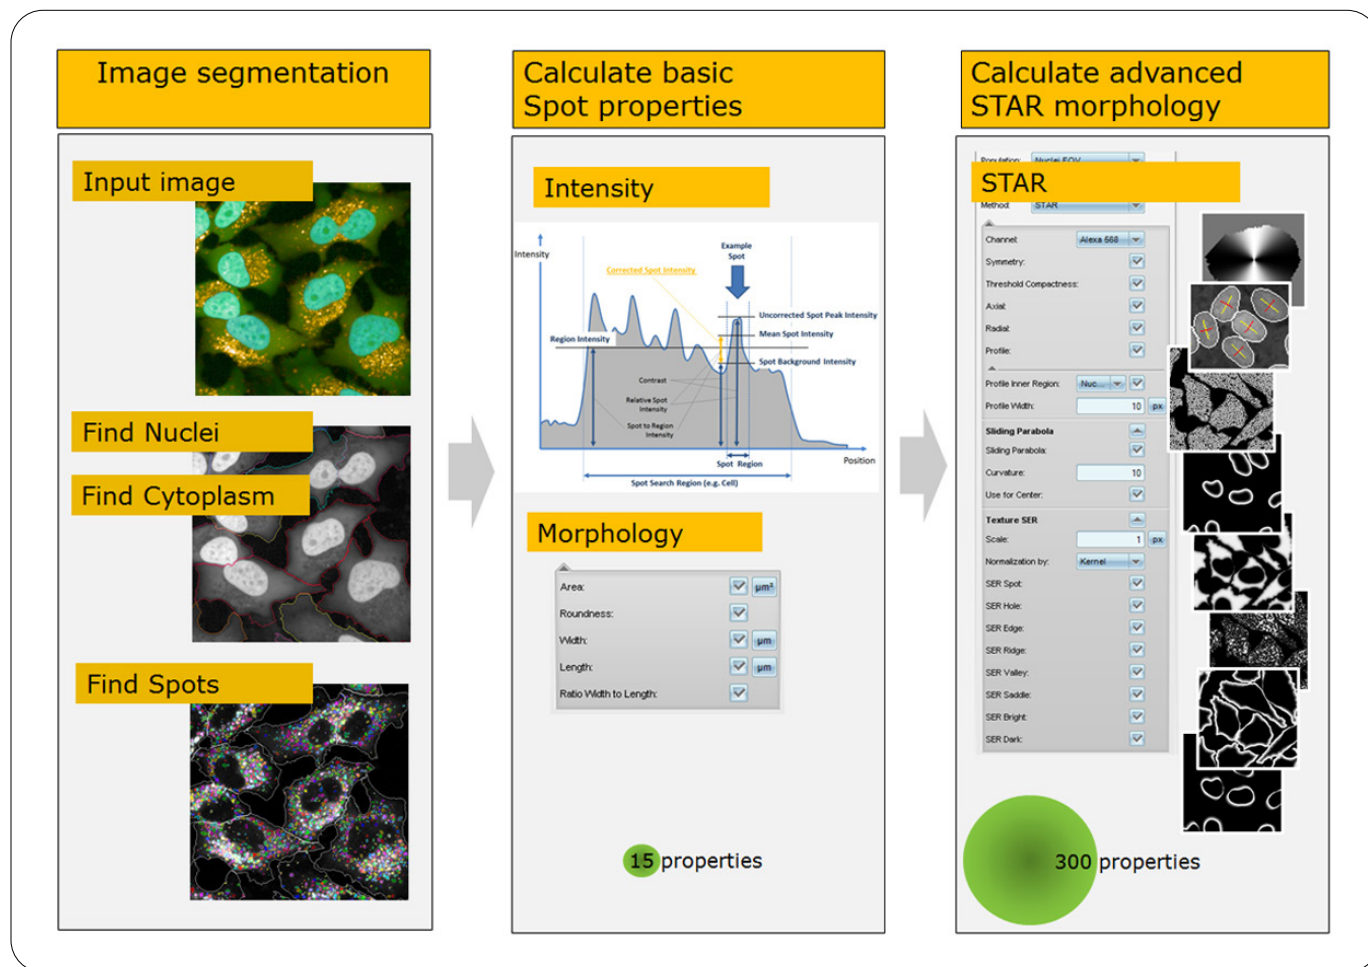 Image segmentation
Input image
Find Nuclei
Find Cytoplasm
Find Spots
Calculate basic
Spot properties
Intensity
Intensity
Example
Spot
Corrected Spot Intensity
Uncorrected Spot Peak Intensity
Mean Spot Intensity
Region Intensity
Spot Background Intensity
Contrast
Relative Spot
Intensity
Spot to Region
Intensity
Position
Spot Region
Spot Search Region (e.g. Cell)
Morphology
Area: µm²
Roundness:
Width: µm
Length: µm
Ratio Width to Length:
15 properties
Calculate advanced
STAR morphology
STAR
Method: STAR
Channel: Alexa 568
Symmetry:
Threshold Compactness:
Axial:
Radial:
Profile:
Profile Inner Region: Nuc...
Profile Width: 10 px
Sliding Parabola
Sliding Parabola:
Curvature: 10
Use for Center:
Texture SER
Scale: 1 px
Normalization by: Kernel
SER Spot:
SER Hole:
SER Edge:
SER Ridge:
SER Valley:
SER Saddle:
SER Bright:
SER Dark:
300 properties